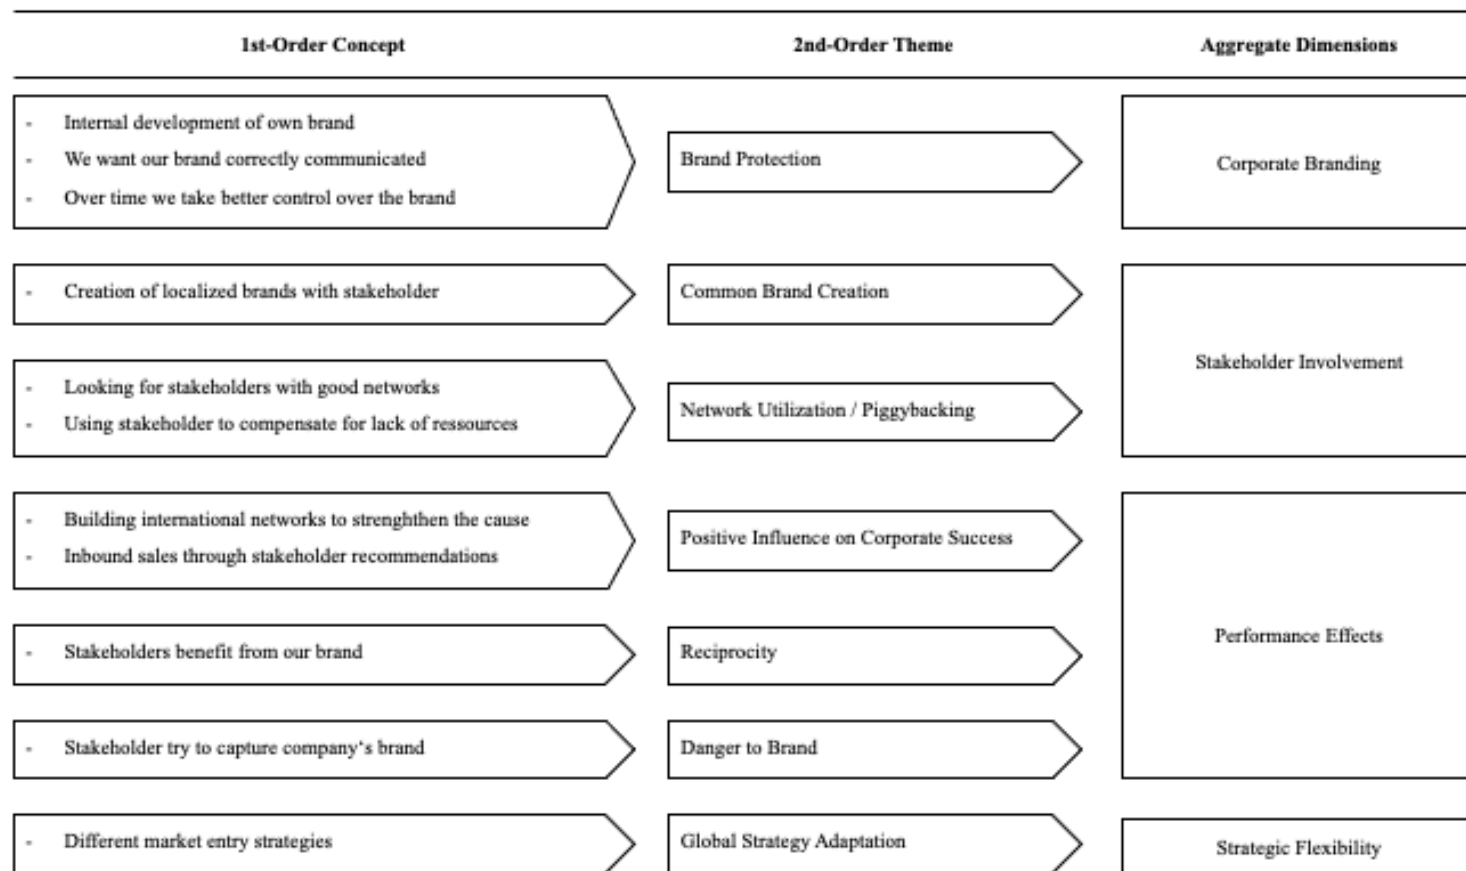 1st-Order Concept 2nd-Order Theme Aggregate Dimensions
- Internal development of own brand
- We want our brand correctly communicated
- Over time we take better control over the brand
Brand Protection
Corporate Branding
- Creation of localized brands with stakeholder
Common Brand Creation
- Looking for stakeholders with good networks
- Using stakeholder to compensate for lack of ressources
Network Utilization / Piggybacking
Stakeholder Involvement
- Building international networks to strenghthen the cause
- Inbound sales through stakeholder recommendations
Positive Influence on Corporate Success
- Stakeholders benefit from our brand
Reciprocity
- Stakeholder try to capture company‘s brand
Danger to Brand
Performance Effects
- Different market entry strategies
Global Strategy Adaptation
Strategic Flexibility